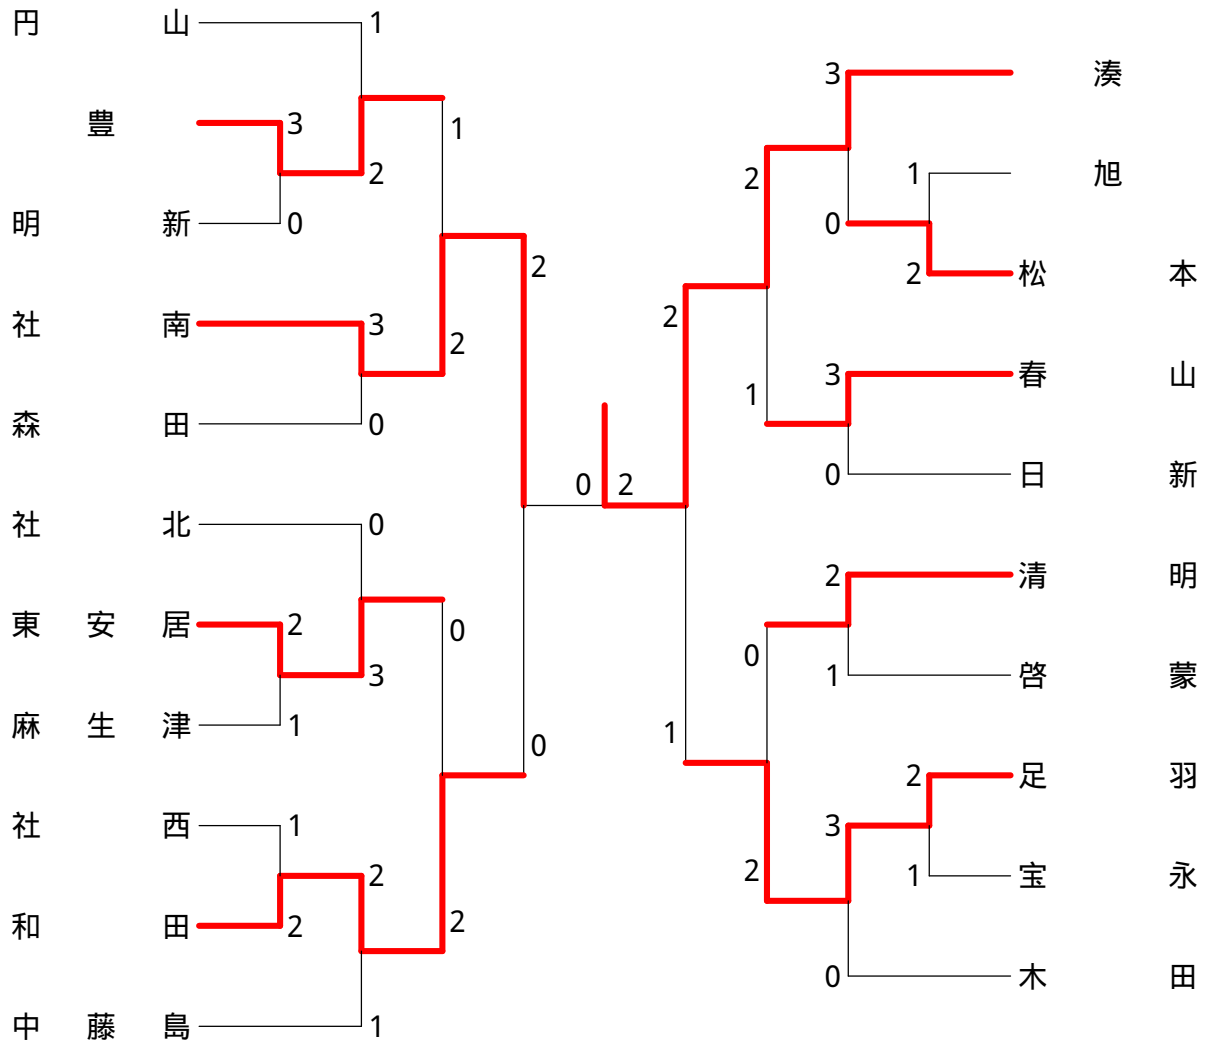 円山 1
豊 3
2
明新 0
1
社南 3
2
森田 0
2
社北 0
東安居 2
3
麻生津 1
0
社西 1
2
和田 2
2
中藤島 1
0
0 2
3 湊
2
1 旭
0
2 松本
2
3 春山
1
0 日新
2 清明
0
1 啓蒙
1
2 足羽
3
2
1 宝永
0 木田